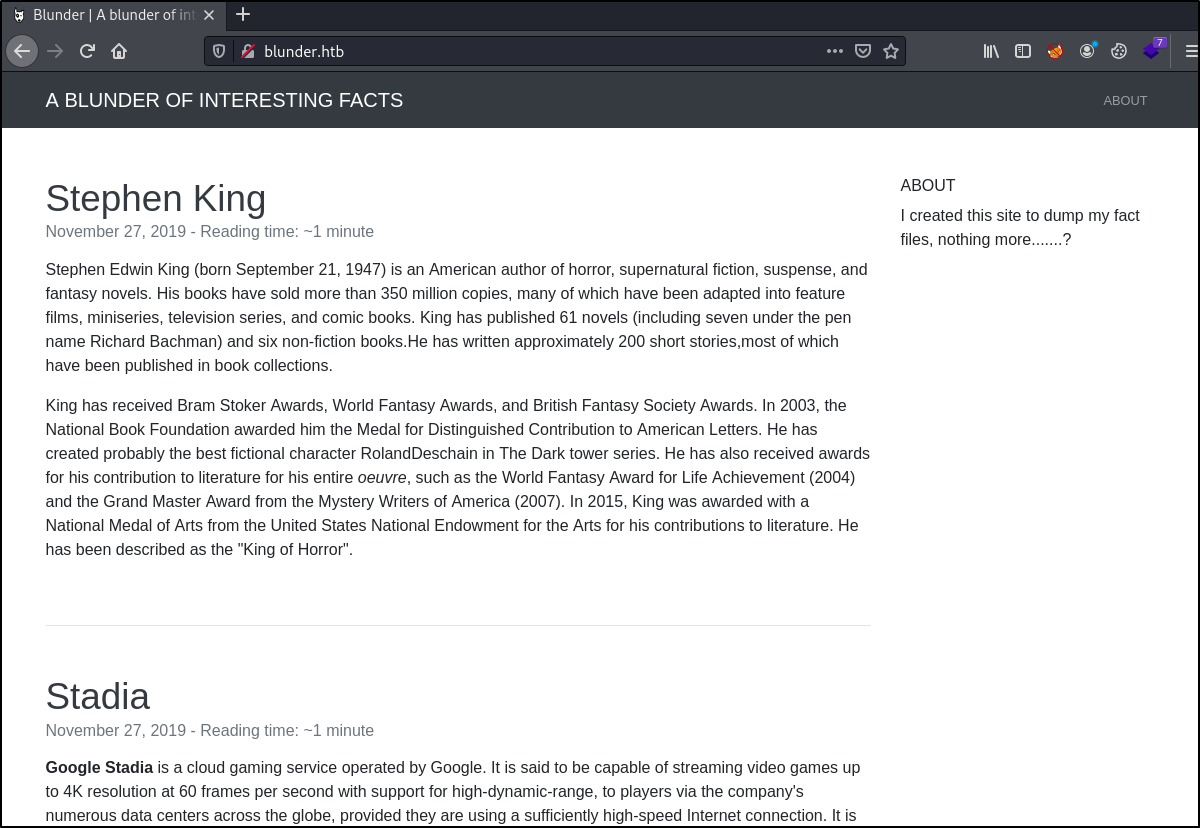 Blunder | A blunder of int
blunder.htb
7
A BLUNDER OF INTERESTING FACTS
ABOUT
Stephen King
November 27, 2019 - Reading time: ~1 minute
Stephen Edwin King (born September 21, 1947) is an American author of horror, supernatural fiction, suspense, and
fantasy novels. His books have sold more than 350 million copies, many of which have been adapted into feature
films, miniseries, television series, and comic books. King has published 61 novels (including seven under the pen
name Richard Bachman) and six non-fiction books.He has written approximately 200 short stories,most of which
have been published in book collections.
King has received Bram Stoker Awards, World Fantasy Awards, and British Fantasy Society Awards. In 2003, the
National Book Foundation awarded him the Medal for Distinguished Contribution to American Letters. He has
created probably the best fictional character RolandDeschain in The Dark tower series. He has also received awards
for his contribution to literature for his entire oeuvre, such as the World Fantasy Award for Life Achievement (2004)
and the Grand Master Award from the Mystery Writers of America (2007). In 2015, King was awarded with a
National Medal of Arts from the United States National Endowment for the Arts for his contributions to literature. He
has been described as the "King of Horror".
Stadia
November 27, 2019 - Reading time: ~1 minute
Google Stadia is a cloud gaming service operated by Google. It is said to be capable of streaming video games up
to 4K resolution at 60 frames per second with support for high-dynamic-range, to players via the company's
numerous data centers across the globe, provided they are using a sufficiently high-speed Internet connection. It is
ABOUT
I created this site to dump my fact
files, nothing more.......?